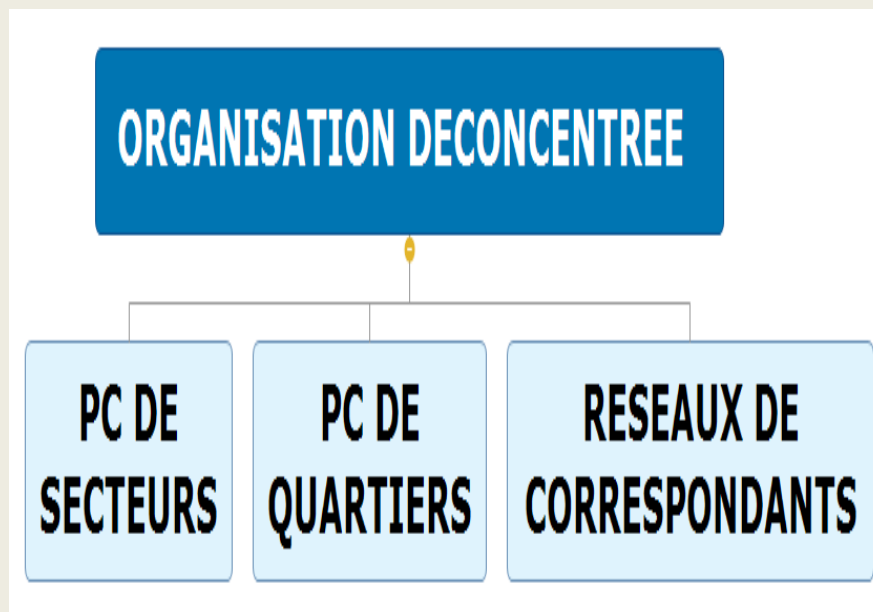 ORGANISATION DECONCENTREE
PC DE
SECTEURS
PC DE
QUARTIERS
RESEAUX DE
CORRESPONDANTS